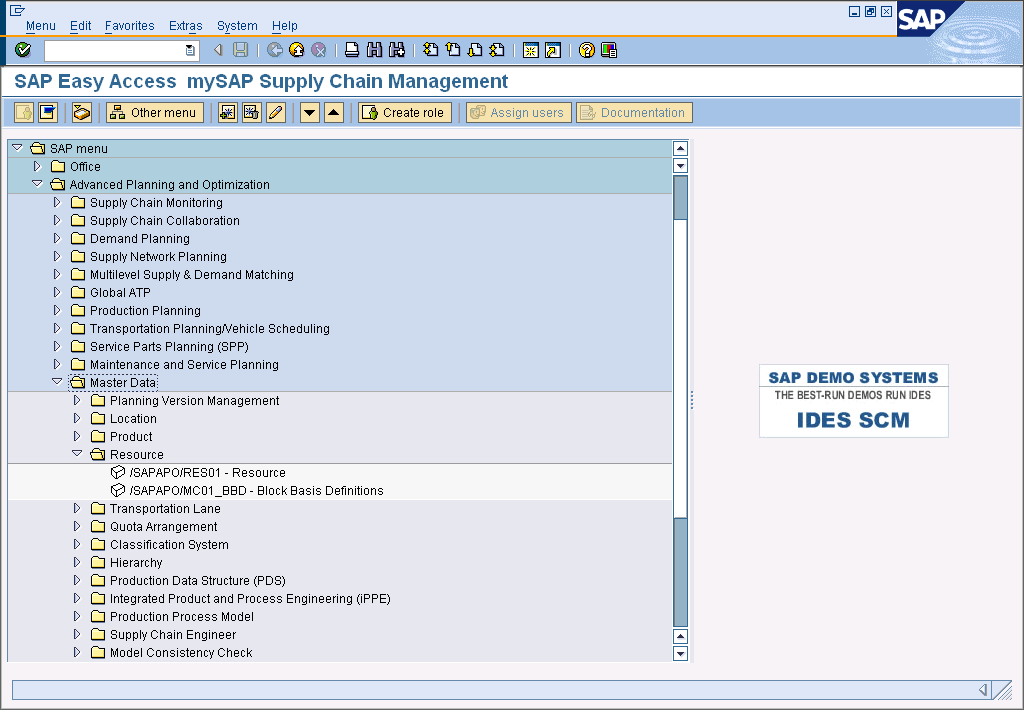 Menu Edit Favorites Extras System Help
SAP
SAP Easy Access mySAP Supply Chain Management
Other menu Create role Assign users Documentation
SAP menu
Office
Advanced Planning and Optimization
Supply Chain Monitoring
Supply Chain Collaboration
Demand Planning
Supply Network Planning
Multilevel Supply & Demand Matching
Global ATP
Production Planning
Transportation Planning/Vehicle Scheduling
Service Parts Planning (SPP)
Maintenance and Service Planning
Master Data
Planning Version Management
Location
Product
Resource
/SAPAPO/RES01 - Resource
/SAPAPO/MC01_BBD - Block Basis Definitions
Transportation Lane
Quota Arrangement
Classification System
Hierarchy
Production Data Structure (PDS)
Integrated Product and Process Engineering (iPPE)
Production Process Model
Supply Chain Engineer
Model Consistency Check
SAP DEMO SYSTEMS
THE BEST-RUN DEMOS RUN IDES
IDES SCM